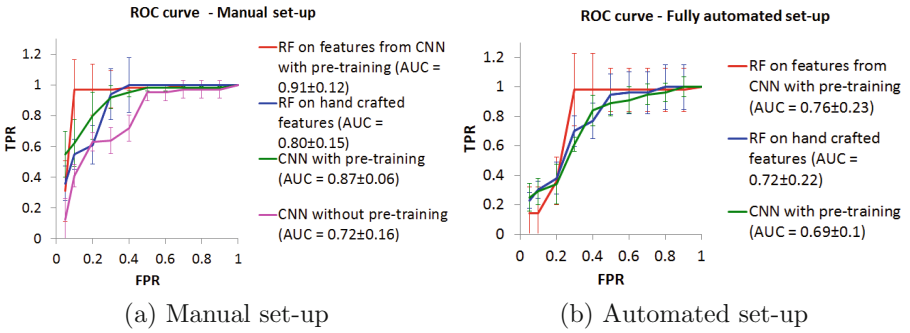 ROC curve - Manual set-up
1.2
1
0.8
0.6
0.4
0.2
0
TPR
0 0.2 0.4 0.6 0.8 1
FPR
RF on features from CNN
with pre-training (AUC =
0.91±0.12)
RF on hand crafted
features (AUC =
0.80±0.15)
CNN with pre-training
(AUC = 0.87±0.06)
CNN without pre-training
(AUC = 0.72±0.16)
(a) Manual set-up
ROC curve - Fully automated set-up
1.2
1
0.8
0.6
0.4
0.2
0
TPR
0 0.2 0.4 0.6 0.8 1
FPR
RF on features from
CNN with pre-training
(AUC = 0.76±0.23)
RF on hand crafted
features (AUC =
0.72±0.22)
CNN with pre-training
(AUC = 0.69±0.1)
(b) Automated set-up